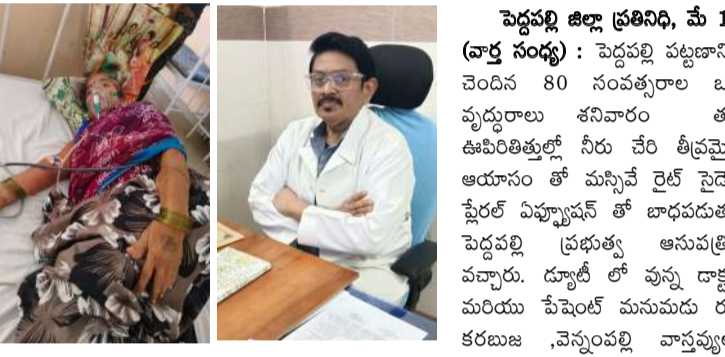 పెద్దపల్లి జిల్లా ప్రతినిధి, మే 1
(వార్త సంధ్య) : పెద్దపల్లి పట్టణాని
చెందిన 80 సంవత్సరాల ఒ
వృద్ధురాలు శనివారం త
ఊపిరితిత్తుల్లో నీరు చేరి తీవ్రమై
ఆయాసం తో మస్సివే రైట్ సైడె
ప్లేరల్ ఏఫ్ఫ్యూషన్ తో బాధపడుత
పెద్దపల్లి ప్రభుత్వ ఆసుపత్రి
వచ్చారు. డ్యూటీ లో వున్న డాక్ట
మరియు పేషెంట్ మనుమడు ర
కరబుజ ,వెన్నంపల్లి వాస్తవ్యు